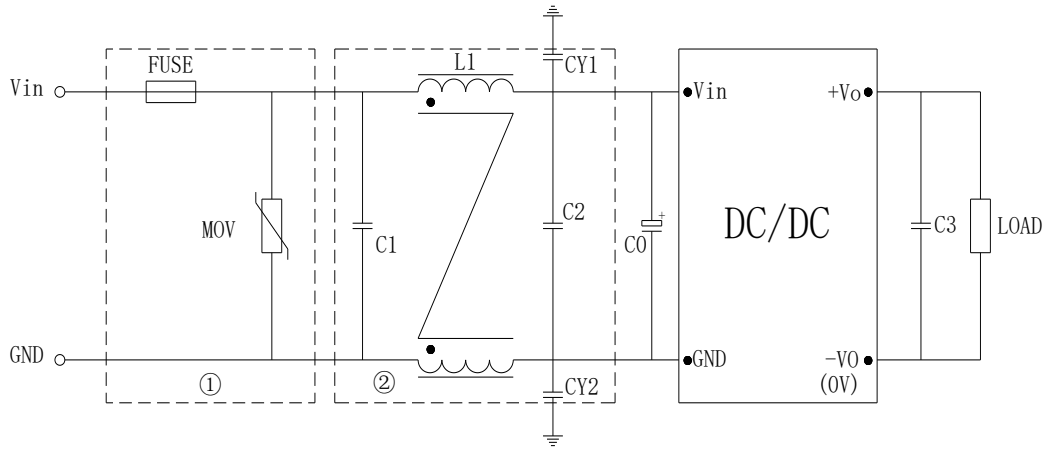 FUSE
L1
CY1
Vin
Vin
+Vo
MOV
C1
C2
+
C0
DC/DC
C3
LOAD
GND
GND
-VO
(0V)
①
②
CY2